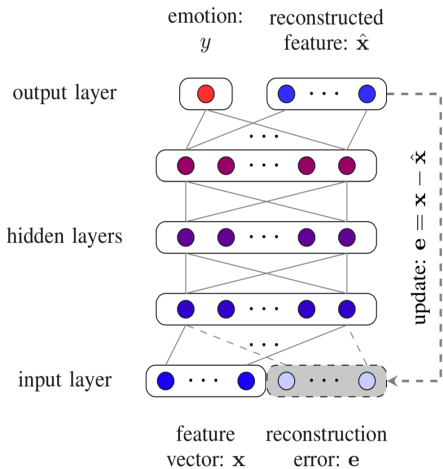 emotion: reconstructed
y feature: x̂
output layer
hidden layers
update: e = x − x̂
input layer
feature reconstruction
vector: x error: e